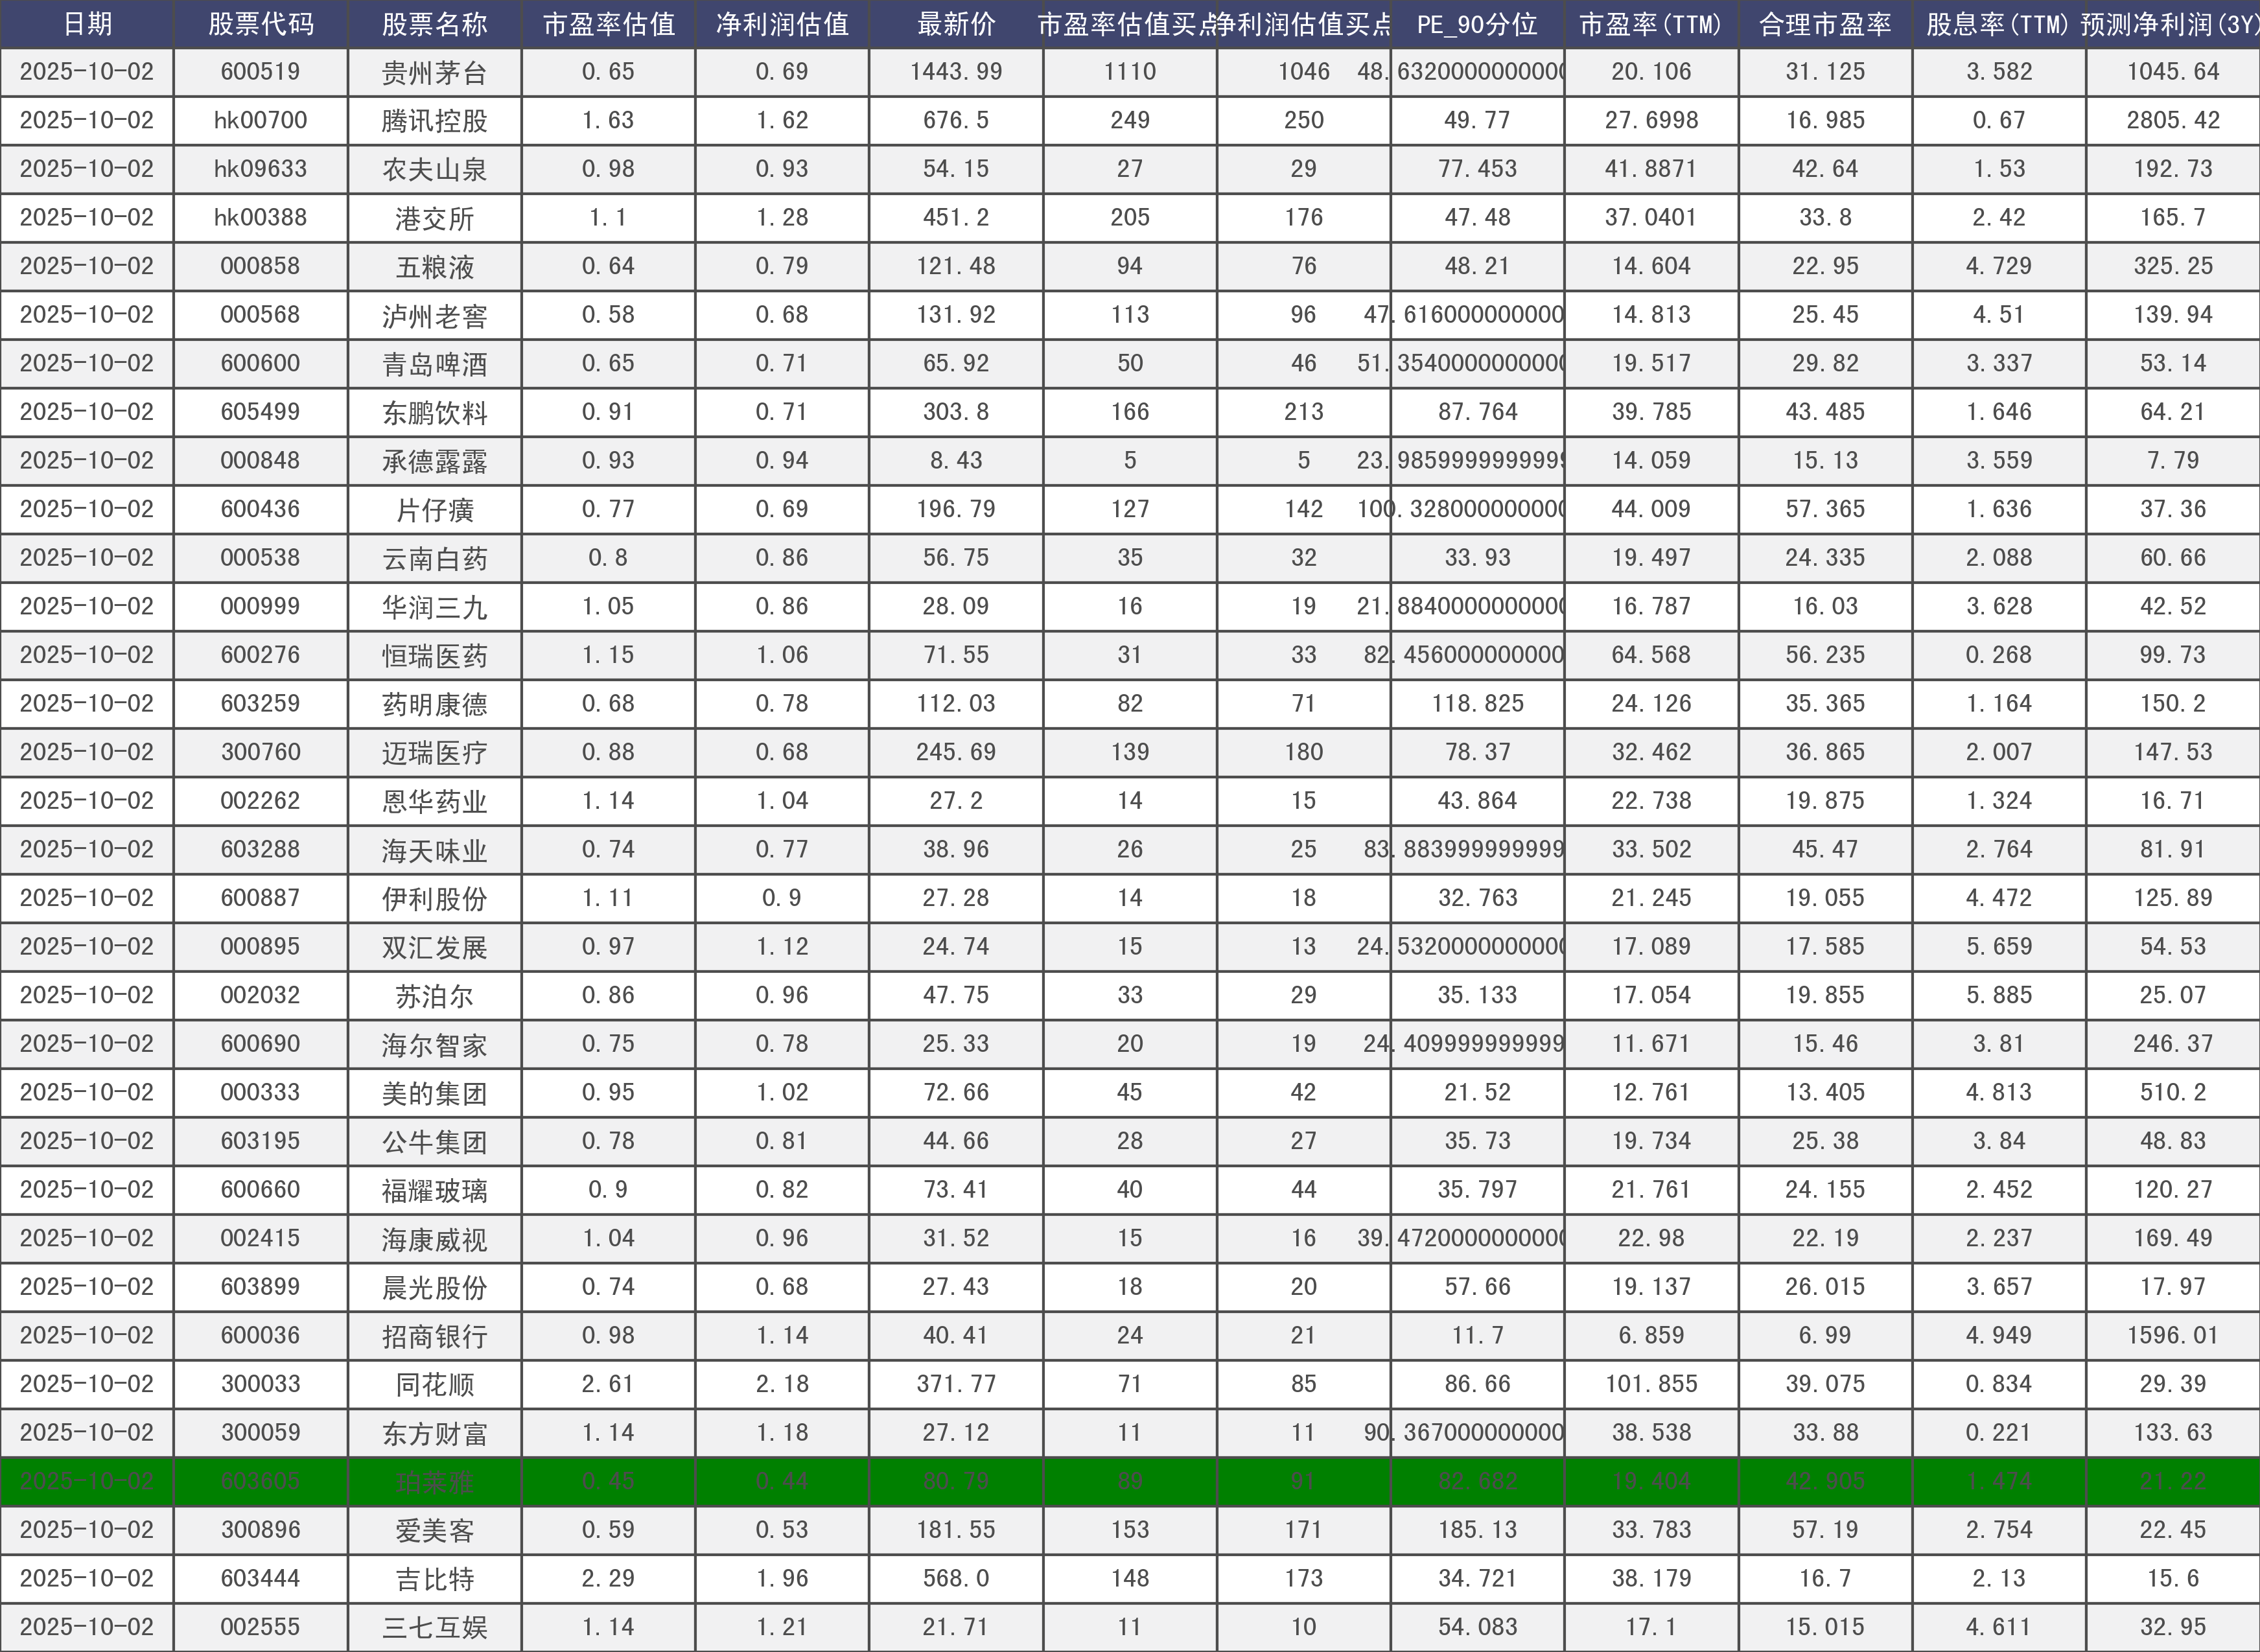 日期 股票代码 股票名称 市盈率估值 净利润估值 最新价 市盈率估值买点 净利润估值买点 PE_90分位 市盈率(TTM) 合理市盈率 股息率(TTM) 预测净利润(3Y)
2025-10-02 600519 贵州茅台 0.65 0.69 1443.99 1110 1046 48.6320000000000 20.106 31.125 3.582 1045.64
2025-10-02 hk00700 腾讯控股 1.63 1.62 676.5 249 250 49.77 27.6998 16.985 0.67 2805.42
2025-10-02 hk09633 农夫山泉 0.98 0.93 54.15 27 29 77.453 41.8871 42.64 1.53 192.73
2025-10-02 hk00388 港交所 1.1 1.28 451.2 205 176 47.48 37.0401 33.8 2.42 165.7
2025-10-02 000858 五粮液 0.64 0.79 121.48 94 76 48.21 14.604 22.95 4.729 325.25
2025-10-02 000568 泸州老窖 0.58 0.68 131.92 113 96 47.616000000000 14.813 25.45 4.51 139.94
2025-10-02 600600 青岛啤酒 0.65 0.71 65.92 50 46 51.3540000000000 19.517 29.82 3.337 53.14
2025-10-02 605499 东鹏饮料 0.91 0.71 303.8 166 213 87.764 39.785 43.485 1.646 64.21
2025-10-02 000848 承德露露 0.93 0.94 8.43 5 5 23.9859999999999 14.059 15.13 3.559 7.79
2025-10-02 600436 片仔癀 0.77 0.69 196.79 127 142 100.328000000000 44.009 57.365 1.636 37.36
2025-10-02 000538 云南白药 0.8 0.86 56.75 35 32 33.93 19.497 24.335 2.088 60.66
2025-10-02 000999 华润三九 1.05 0.86 28.09 16 19 21.8840000000000 16.787 16.03 3.628 42.52
2025-10-02 600276 恒瑞医药 1.15 1.06 71.55 31 33 82.456000000000 64.568 56.235 0.268 99.73
2025-10-02 603259 药明康德 0.68 0.78 112.03 82 71 118.825 24.126 35.365 1.164 150.2
2025-10-02 300760 迈瑞医疗 0.88 0.68 245.69 139 180 78.37 32.462 36.865 2.007 147.53
2025-10-02 002262 恩华药业 1.14 1.04 27.2 14 15 43.864 22.738 19.875 1.324 16.71
2025-10-02 603288 海天味业 0.74 0.77 38.96 26 25 83.883999999999 33.502 45.47 2.764 81.91
2025-10-02 600887 伊利股份 1.11 0.9 27.28 14 18 32.763 21.245 19.055 4.472 125.89
2025-10-02 000895 双汇发展 0.97 1.12 24.74 15 13 24.5320000000000 17.089 17.585 5.659 54.53
2025-10-02 002032 苏泊尔 0.86 0.96 47.75 33 29 35.133 17.054 19.855 5.885 25.07
2025-10-02 600690 海尔智家 0.75 0.78 25.33 20 19 24.409999999999 11.671 15.46 3.81 246.37
2025-10-02 000333 美的集团 0.95 1.02 72.66 45 42 21.52 12.761 13.405 4.813 510.2
2025-10-02 603195 公牛集团 0.78 0.81 44.66 28 27 35.73 19.734 25.38 3.84 48.83
2025-10-02 600660 福耀玻璃 0.9 0.82 73.41 40 44 35.797 21.761 24.155 2.452 120.27
2025-10-02 002415 海康威视 1.04 0.96 31.52 15 16 39.4720000000000 22.98 22.19 2.237 169.49
2025-10-02 603899 晨光股份 0.74 0.68 27.43 18 20 57.66 19.137 26.015 3.657 17.97
2025-10-02 600036 招商银行 0.98 1.14 40.41 24 21 11.7 6.859 6.99 4.949 1596.01
2025-10-02 300033 同花顺 2.61 2.18 371.77 71 85 86.66 101.855 39.075 0.834 29.39
2025-10-02 300059 东方财富 1.14 1.18 27.12 11 11 90.367000000000 38.538 33.88 0.221 133.63
2025-10-02 603605 珀莱雅 0.45 0.44 80.79 89 91 82.682 19.404 42.905 1.474 21.22
2025-10-02 300896 爱美客 0.59 0.53 181.55 153 171 185.13 33.783 57.19 2.754 22.45
2025-10-02 603444 吉比特 2.29 1.96 568.0 148 173 34.721 38.179 16.7 2.13 15.6
2025-10-02 002555 三七互娱 1.14 1.21 21.71 11 10 54.083 17.1 15.015 4.611 32.95